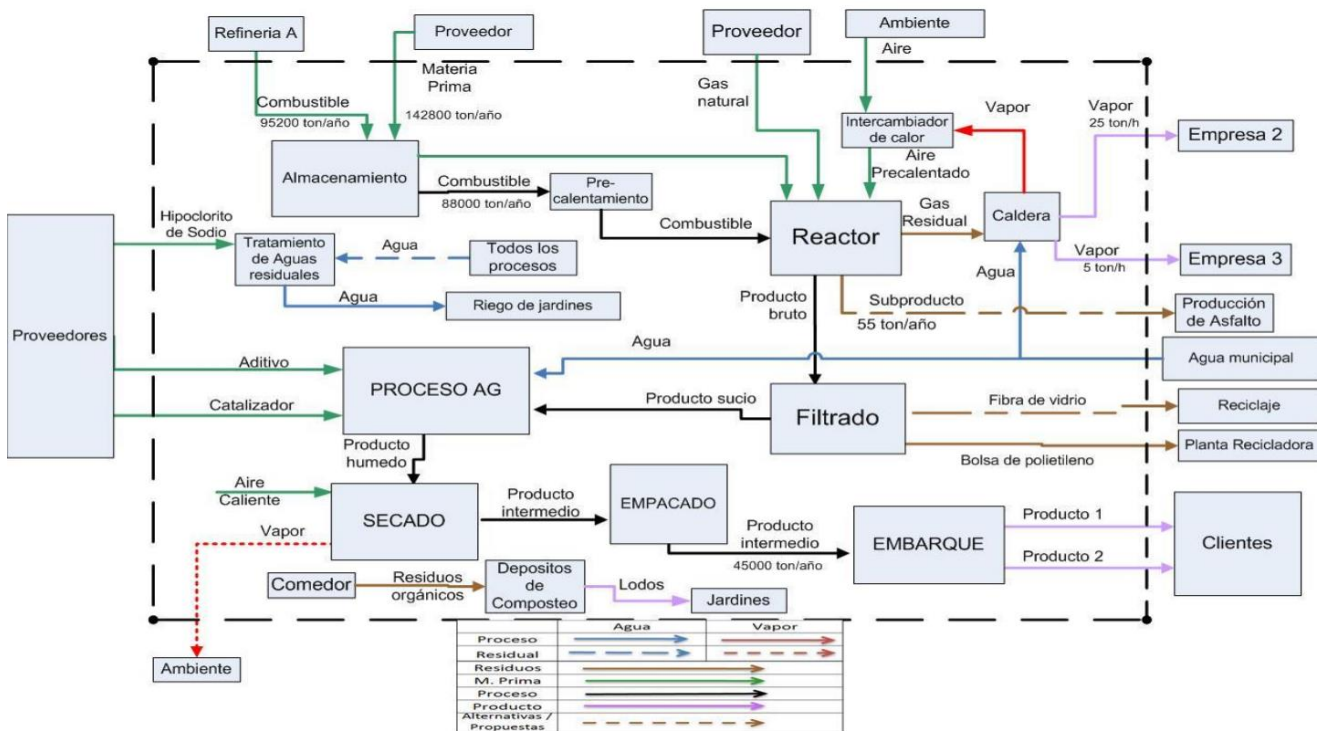 Refineria A
Proveedor
Proveedor
Ambiente
Aire
Materia
Prima
Gas
natural
Combustible
95200 ton/año
142800 ton/año
Vapor
Vapor
25 ton/h
Empresa 2
Intercambiador
de calor
Aire
Precalentado
Almacenamiento
Combustible
88000 ton/año
Pre-
calentamiento
Combustible
Reactor
Gas
Residual
Caldera
Vapor
5 ton/h
Empresa 3
Hipoclorito
de Sodio
Tratamiento
de Aguas
residuales
Agua
Todos los
procesos
Agua
Riego de jardines
Agua
Producto
bruto
Subproducto
55 ton/año
Producción
de Asfalto
Proveedores
Aditivo
Catalizador
PROCESO AG
Agua
Agua municipal
Producto sucio
Filtrado
Fibra de vidrio
Reciclaje
Bolsa de polietileno
Planta Recicladora
Producto
humedo
Aire
Caliente
Vapor
SECADO
Producto
intermedio
EMPACADO
Producto
intermedio
45000 ton/año
EMBARQUE
Producto 1
Producto 2
Clientes
Comedor
Residuos
orgánicos
Depositos
de
Composteo
Lodos
Jardines
Ambiente
Agua
Vapor
Proceso
Residual
Residuos
M. Prima
Proceso
Producto
Alternativas /
Propuestas